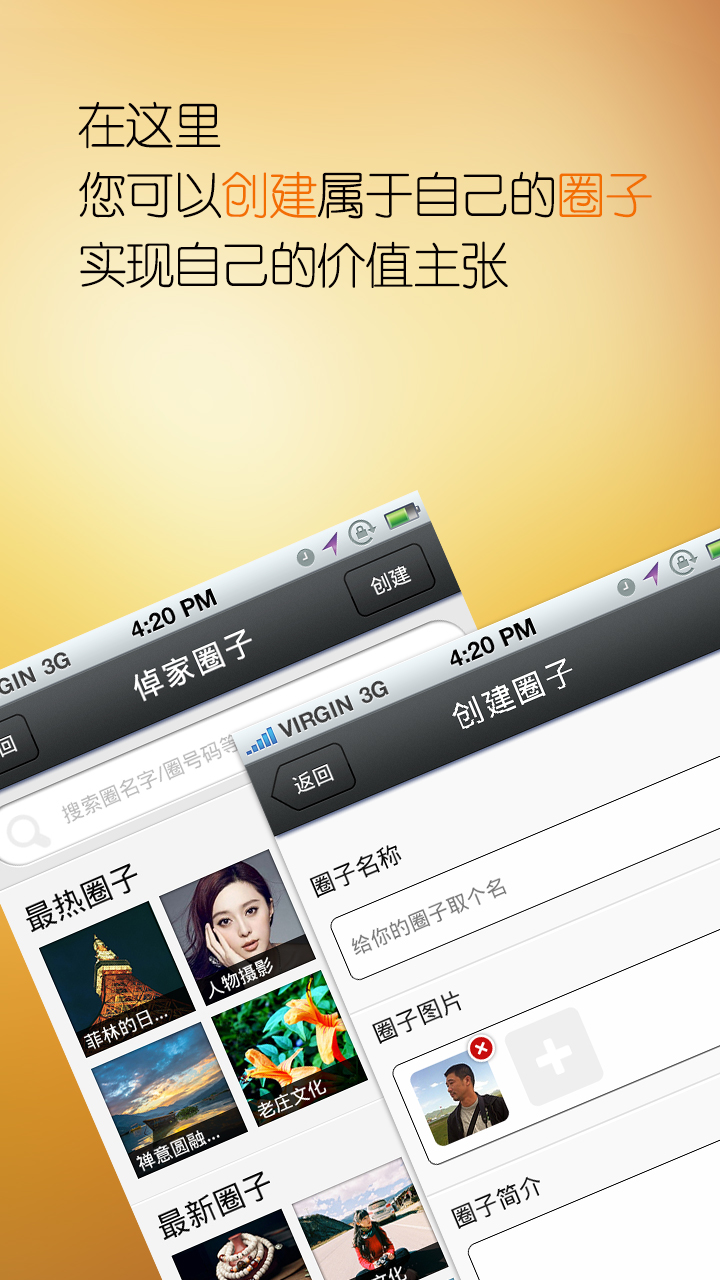 在这里
您可以创建属于自己的圈子
实现自己的价值主张
GIN 3G
4:20 PM
回
倬家圈子
创建
搜索圈名字/圈号码等
最热圈子
菲林的日...
人物摄影
禅意圆融...
老庄文化
最新圈子
文化
VIRGIN 3G
4:20 PM
返回
创建圈子
圈子名称
给你的圈子取个名
圈子图片
圈子简介